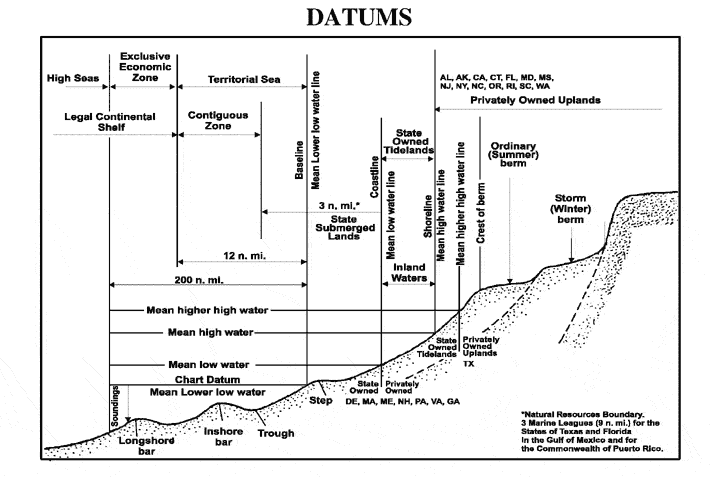 DATUMS
High Seas
Exclusive
Economic
Zone
Territorial Sea
Legal Continental
Shelf
Contiguous
Zone
Baseline
Mean Lower low water line
Coastline
Mean low water line
State
Owned
Tidelands
Shoreline
Mean high water line
Mean higher high water line
Crest of berm
AL, AK, CA, CT, FL, MD, MS,
NJ, NY, NC, OR, RI, SC, WA
Privately Owned Uplands
Ordinary
(Summer)
berm
Storm
(Winter)
berm
3 n. mi.*
State
Submerged
Lands
12 n. mi.
200 n. mi.
Inland
Waters
Mean higher high water
Mean high water
Mean low water
Chart Datum
Mean Lower low water
Soundings
State
Owned
Tidelands
Privately
Owned
Uplands
TX
State
Owned
Privately
Owned
DE, MA, ME, NH, PA, VA, GA
Step
Longshore
bar
Inshore
bar
Trough
*Natural Resources Boundary.
3 Marine Leagues (9 n. mi.) for the
States of Texas and Florida
in the Gulf of Mexico and for
the Commonwealth of Puerto Rico.